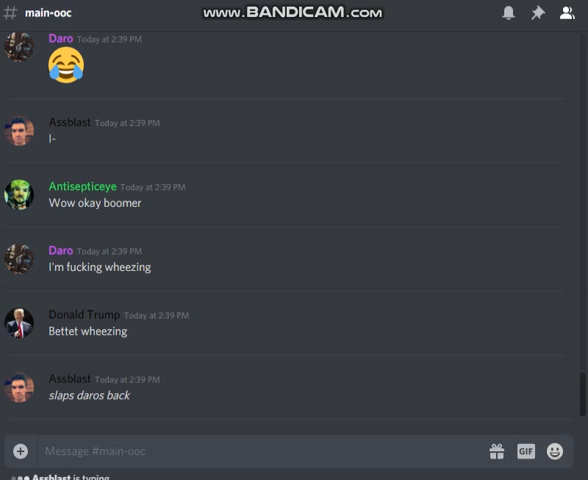 # main-ooc
www.BANDICAM.com
Daro Today at 2:39 PM
Assblast Today at 2:39 PM
I-
Antisepticeye Today at 2:39 PM
Wow okay boomer
Daro Today at 2:39 PM
I'm fucking wheezing
Donald Trump Today at 2:39 PM
Bettet wheezing
Assblast Today at 2:39 PM
slaps daros back
Message #main-ooc
GIF
Assblast is typing